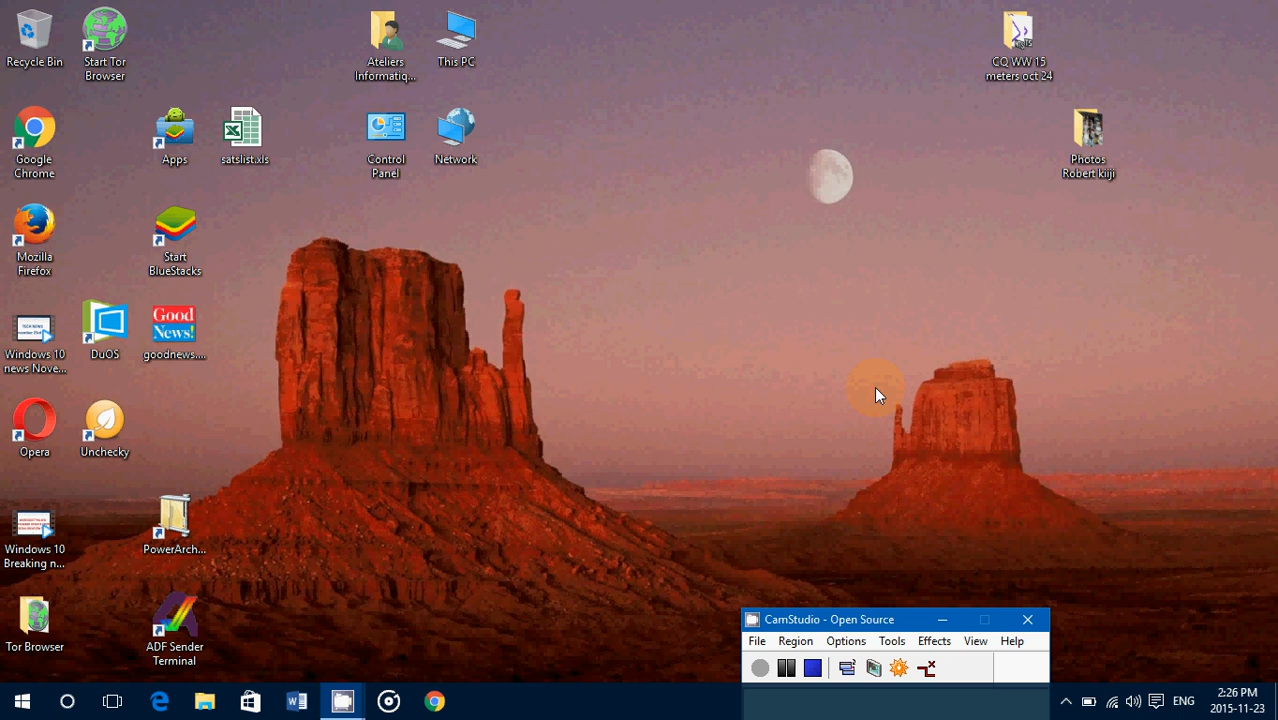 Recycle Bin
Start Tor
Browser
Ateliers
Informatiq...
This PC
CQ WW 15
meters oct 24
Google
Chrome
Apps
satslist.xls
Control
Panel
Network
Photos
Robert kiiji
Mozilla
Firefox
Start
BlueStacks
Windows 10
news Nove...
DuOS
Good
News!
goodnews....
Opera
Unchecky
Windows 10
Breaking n...
PowerArch...
Tor Browser
ADF Sender
Terminal
CamStudio - Open Source
File Region Options Tools Effects View Help
ENG
2:26 PM
2015-11-23